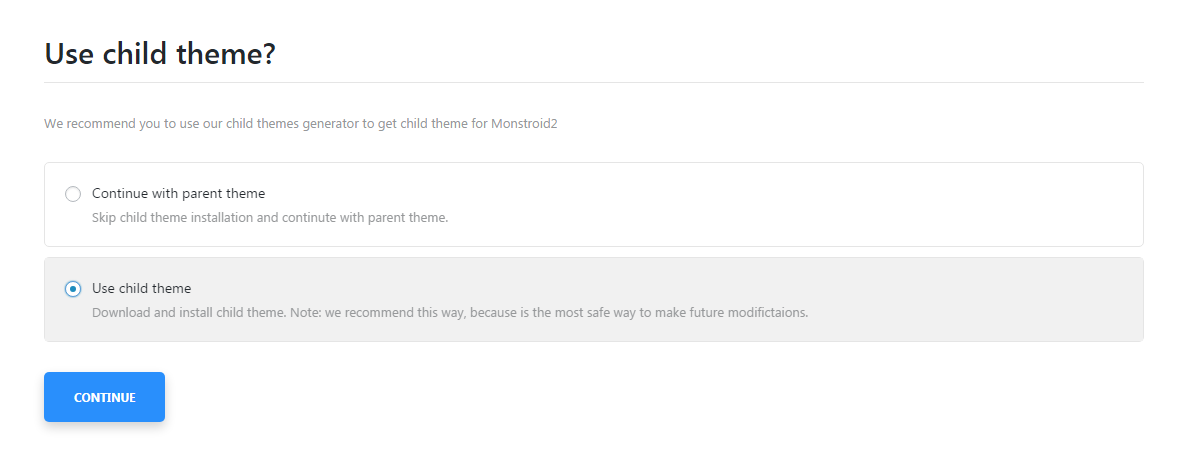 Use child theme?
We recommend you to use our child themes generator to get child theme for Monstroid2
Continue with parent theme
Skip child theme installation and continute with parent theme.
Use child theme
Download and install child theme. Note: we recommend this way, because is the most safe way to make future modifictaions.
CONTINUE